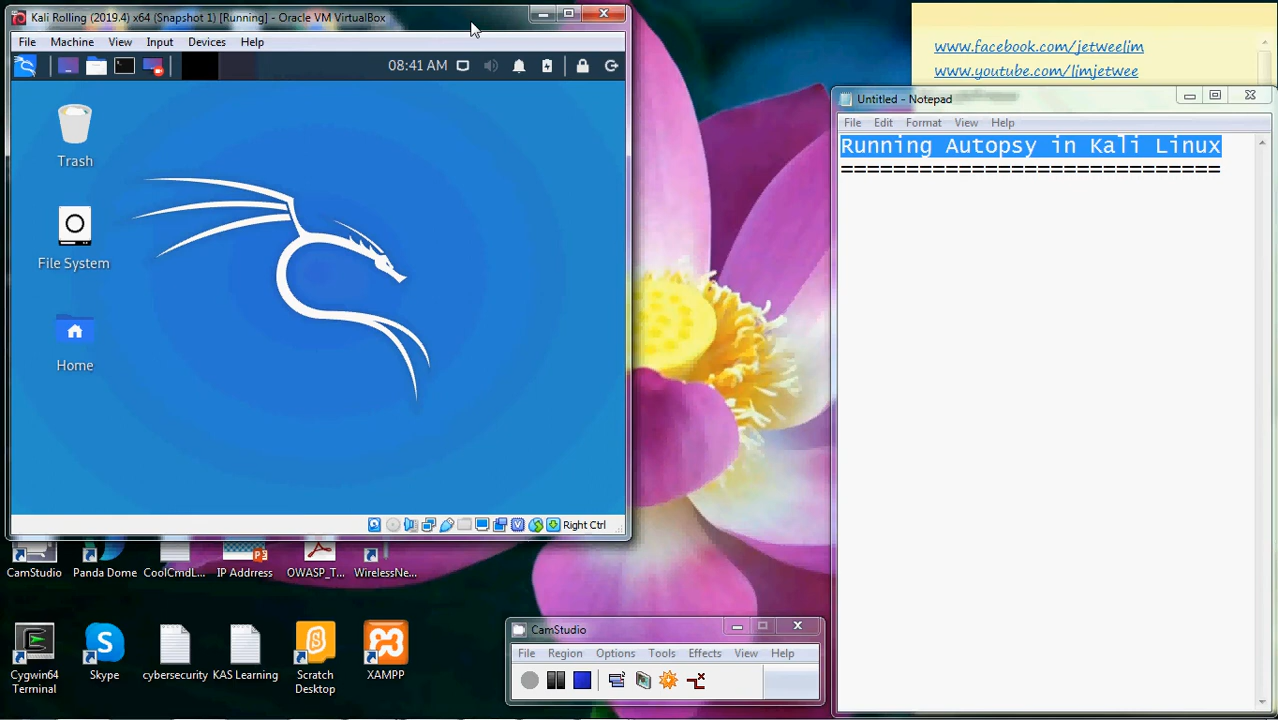 Kali Rolling (2019.4) x64 (Snapshot 1) [Running] - Oracle VM VirtualBox
File Machine View Input Devices Help
08:41 AM
Trash
File System
Home
Right Ctrl
www.facebook.com/jetweelim
www.youtube.com/limjetwee
Untitled - Notepad
File Edit Format View Help
Running Autopsy in Kali Linux
=============================
CamStudio
Panda Dome
CoolCmdL...
IP Adrress
OWASP_T...
WirelessNe...
Cygwin64
Terminal
Skype
cybersecurity
KAS Learning
Scratch
Desktop
XAMPP
CamStudio
File Region Options Tools Effects View Help